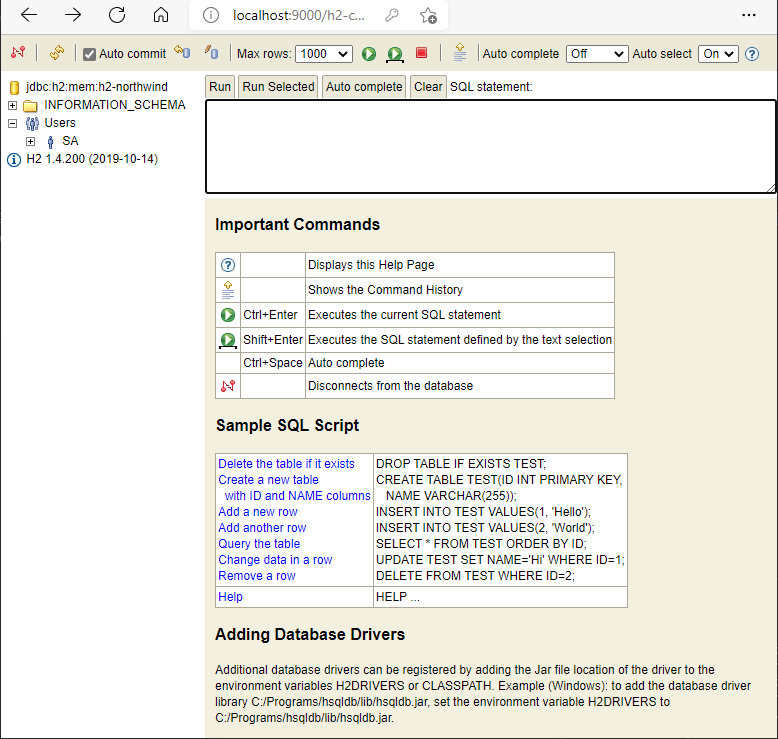 localhost:9000/h2-c...
Auto commit Max rows: 1000 Auto complete Off Auto select On
jdbc:h2:mem:h2-northwind
INFORMATION_SCHEMA
Users
SA
H2 1.4.200 (2019-10-14)
Run Run Selected Auto complete Clear SQL statement:
Important Commands
Displays this Help Page
Shows the Command History
Ctrl+Enter Executes the current SQL statement
Shift+Enter Executes the SQL statement defined by the text selection
Ctrl+Space Auto complete
Disconnects from the database
Sample SQL Script
Delete the table if it exists DROP TABLE IF EXISTS TEST;
Create a new table CREATE TABLE TEST(ID INT PRIMARY KEY,
with ID and NAME columns NAME VARCHAR(255));
Add a new row INSERT INTO TEST VALUES(1, 'Hello');
Add another row INSERT INTO TEST VALUES(2, 'World');
Query the table SELECT * FROM TEST ORDER BY ID;
Change data in a row UPDATE TEST SET NAME='Hi' WHERE ID=1;
Remove a row DELETE FROM TEST WHERE ID=2;
Help HELP ...
Adding Database Drivers
Additional database drivers can be registered by adding the Jar file location of the driver to the
environment variables H2DRIVERS or CLASSPATH. Example (Windows): to add the database driver
library C:/Programs/hsqldb/lib/hsqldb.jar, set the environment variable H2DRIVERS to
C:/Programs/hsqldb/lib/hsqldb.jar.